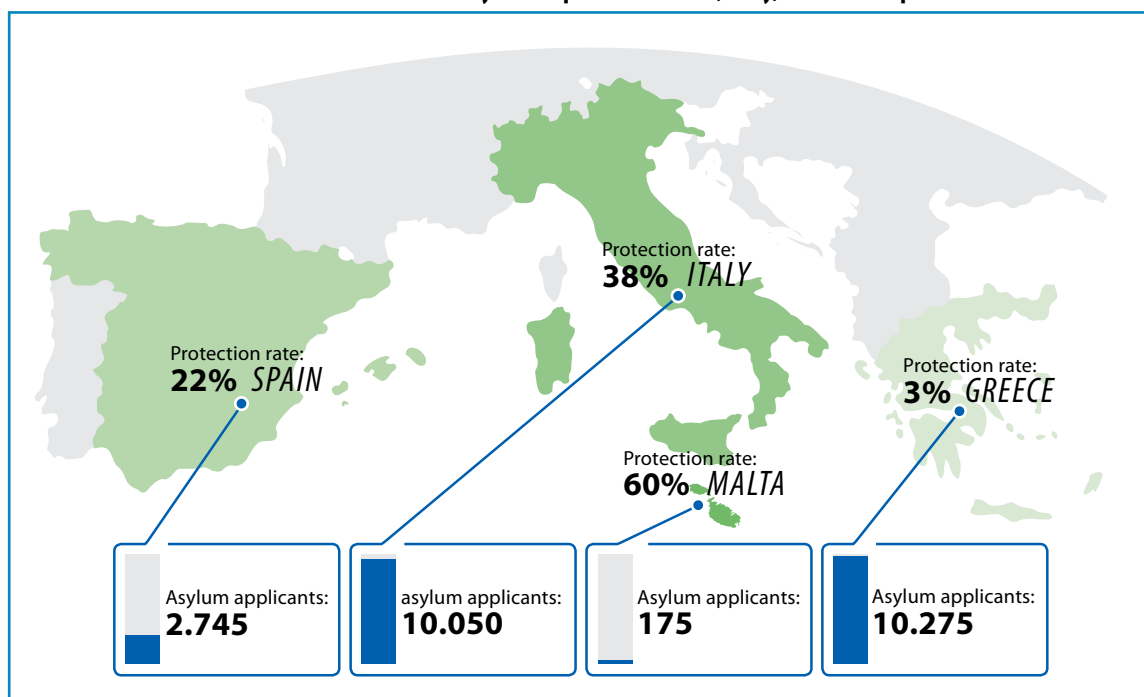 Protection rate:
38% ITALY
Protection rate:
22% SPAIN
Protection rate:
3% GREECE
Protection rate:
60% MALTA
Asylum applicants:
2.745
asylum applicants:
10.050
Asylum applicants:
175
Asylum applicants:
10.275